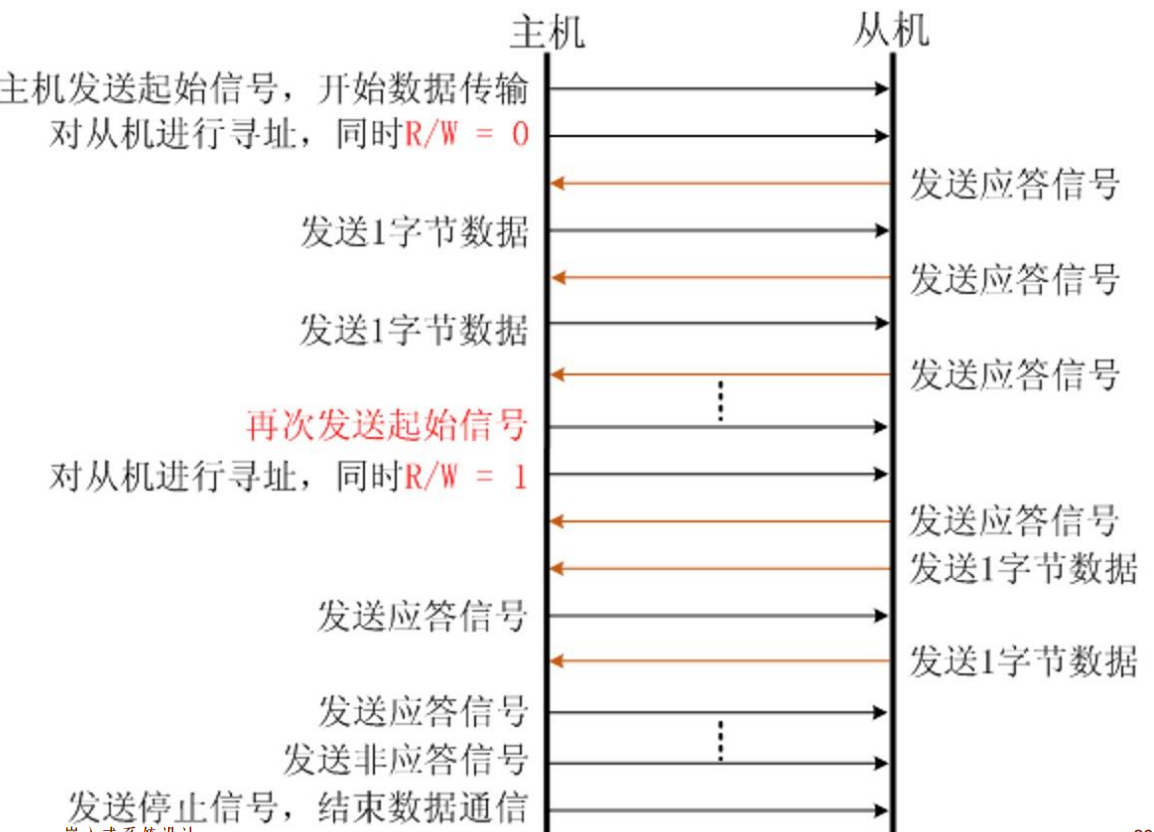 主机 从机
主机发送起始信号，开始数据传输
对从机进行寻址，同时R/W = 0
发送应答信号
发送1字节数据
发送应答信号
发送1字节数据
发送应答信号
再次发送起始信号
对从机进行寻址，同时R/W = 1
发送应答信号
发送1字节数据
发送应答信号
发送1字节数据
发送应答信号
发送非应答信号
发送停止信号，结束数据通信